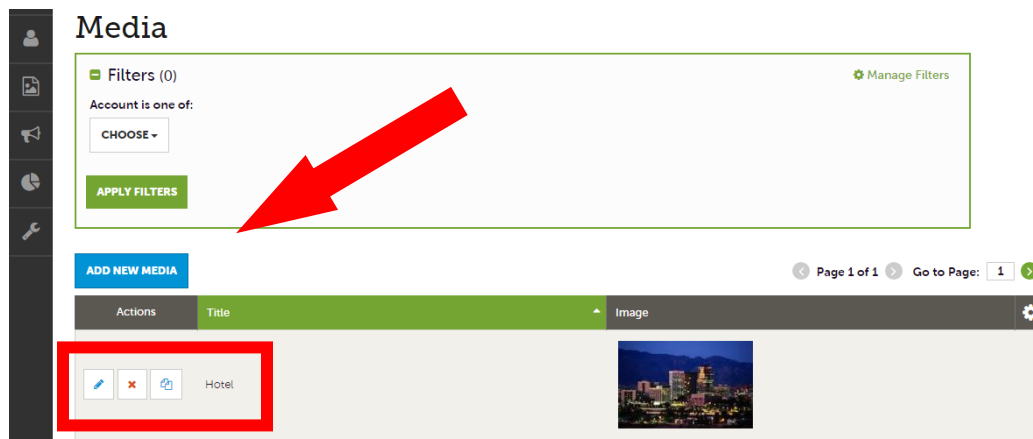 Media
Filters (0)
Manage Filters
Account is one of:
CHOOSE
APPLY FILTERS
ADD NEW MEDIA
Page 1 of 1 Go to Page: 1
Actions Title Image
Hotel